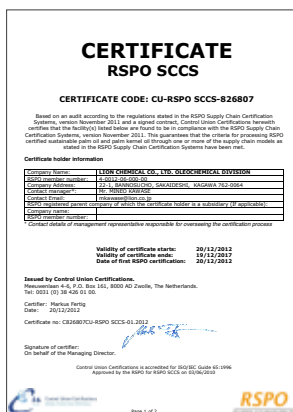 CERTIFICATE
RSPO SCCS
CERTIFICATE CODE: CU-RSPO SCCS-826807
Based on an audit according to the regulations stated in the RSPO Supply Chain Certification
Systems, version November 2011 and a signed contract, Control Union Certifications herewith
certifies that the facility(s) listed below are found to be in compliance with the RSPO Supply Chain
Certification, version November 2011. This guarantees that the criteria for processing RSPO
certified sustainable palm oil and palm kernel oil through one or more of the supply chain models as
stated in the RSPO Supply Chain Certification Systems have been met.
Certificate holder information
Company Name: LION CHEMICAL CO., LTD. OLEOCHEMICAL DIVISION
RSPO member number: 4-0012-06-000-00
Company Address: 22-1, BANNOSUCHO, SAKAIDESHI, KAGAWA 762-0064
Contact manager*: Mr. MINEO KAWASE
Contact Email: mkawase@lion.co.jp
RSPO registered parent company of which the certificate holder is a subsidiary (if applicable):
Company name:
RSPO member number:
* Contact details of management representative responsible for overseeing the certification process
Validity of certificate starts: 20/12/2012
Validity of certificate ends: 19/12/2017
Date of first RSPO certification: 20/12/2012
Issued by Control Union Certifications.
Meeuwenlaan 4-6, P.O. Box 161, 8000 AD Zwolle, The Netherlands.
Tel: 0031 (0) 38 426 01 00.
Certifier: Markus Fertig
Date: 20/12/2012
Certificate no: C826807CU-RSPO SCCS-01.2012
Signature of certifier:
On behalf of the Managing Director.
Control Union Certifications is accredited for ISO/IEC Guide 65:1996
Approved by the RSPO for RSPO SCCS on 03/06/2010
Control Union Certifications
Page 1 of 2
RSPO